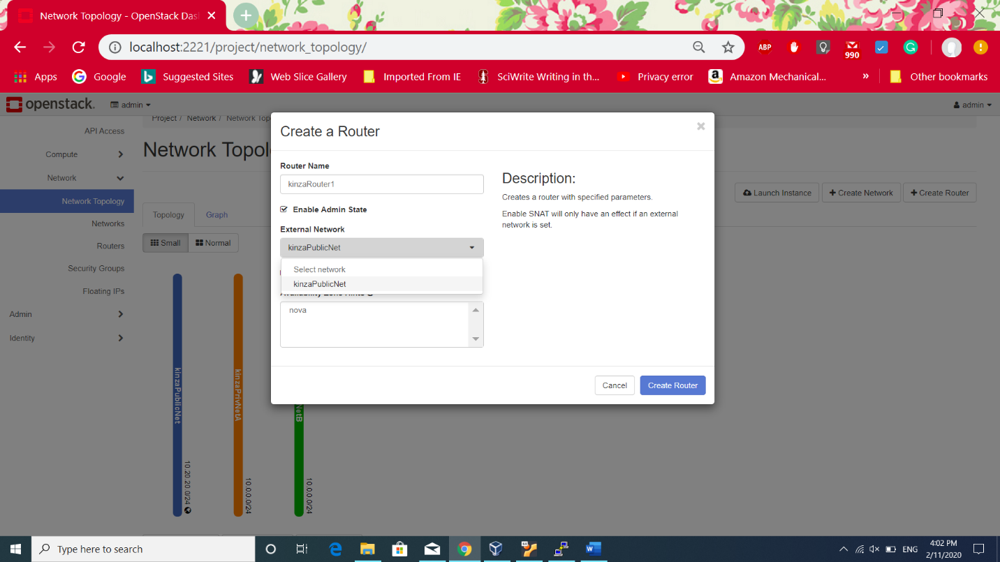 Network Topology - OpenStack Das
localhost:2221/project/network_topology/
ABP
990
Apps
Google
Suggested Sites
Web Slice Gallery
Imported From IE
SciWrite Writing in th...
Privacy error
Amazon Mechanical...
»
Other bookmarks
openstack.
admin
admin
Project / Network / Network Top
API Access
Compute
Network
Network Topology
Networks
Routers
Security Groups
Floating IPs
Admin
Identity
Network Topol
Launch Instance
+ Create Network
+ Create Router
Topology
Graph
Small
Normal
kinzaPublicNet
10.20.20.0/24
kinzaPrivNetA
10.0.0.0/24
NetB
10.0.0.0/24
Create a Router
Router Name
kinzaRouter1
Enable Admin State
External Network
kinzaPublicNet
Select network
kinzaPublicNet
Availability Zone Hints
nova
Description:
Creates a router with specified parameters.
Enable SNAT will only have an effect if an external
network is set.
Cancel
Create Router
Type here to search
ENG
4:02 PM
2/11/2020